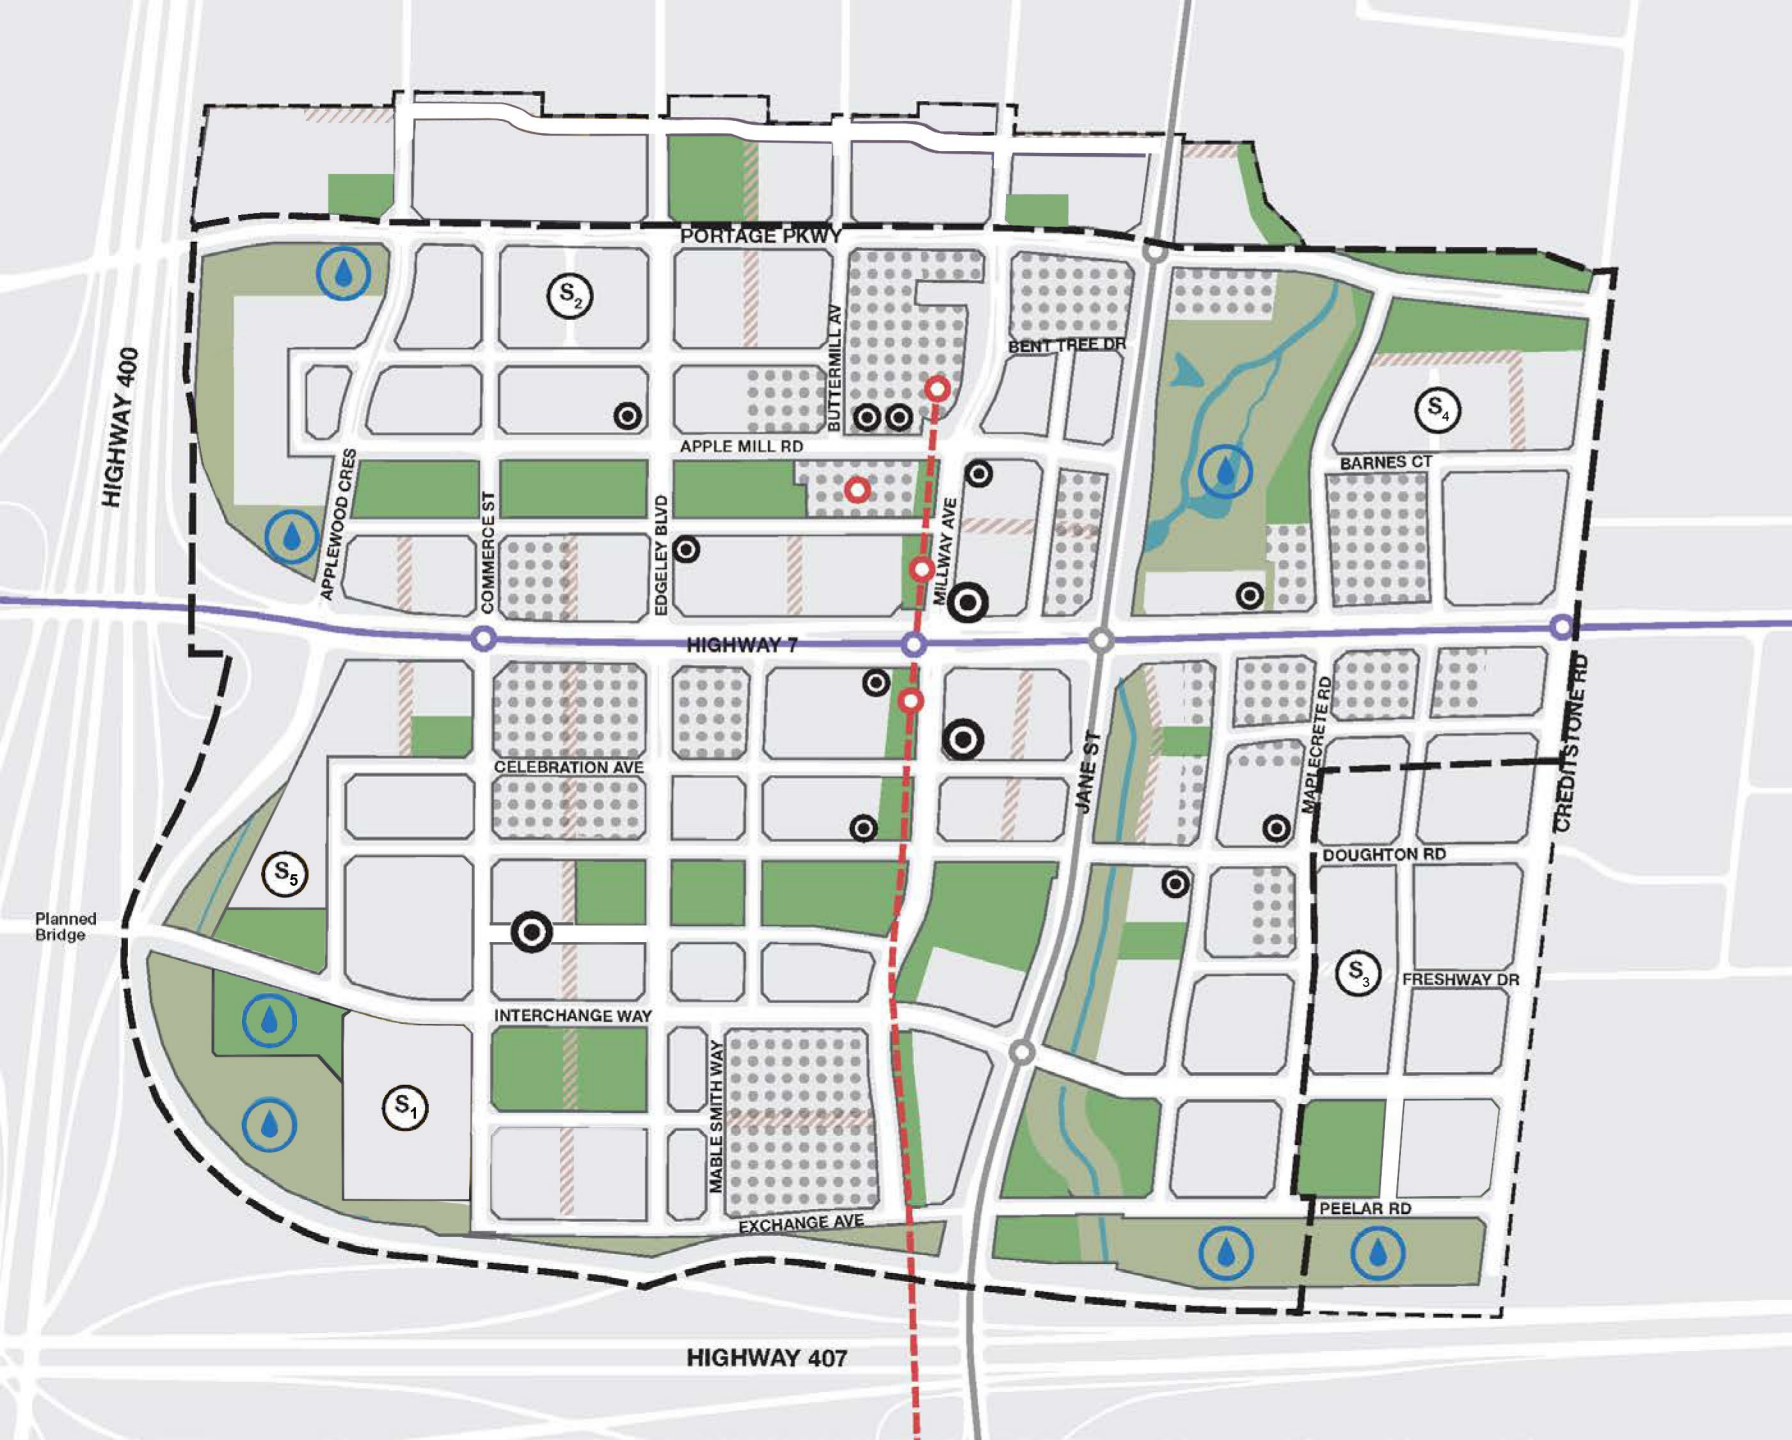 PORTAGE PKWY
S2
BUTTERMILL AV
BENT TREE DR
HIGHWAY 400
S4
APPLE MILL RD
BARNES CT
APPLEWOOD CRES
COMMERCE ST
EDGELEY BLVD
MILLWAY AVE
HIGHWAY 7
CREDITSTONE RD
MAPLECRETE RD
JANE ST
CELEBRATION AVE
DOUGHTON RD
S5
Planned
Bridge
S3
FRESHWAY DR
INTERCHANGE WAY
MABLE SMITH WAY
S1
PEELAR RD
EXCHANGE AVE
HIGHWAY 407